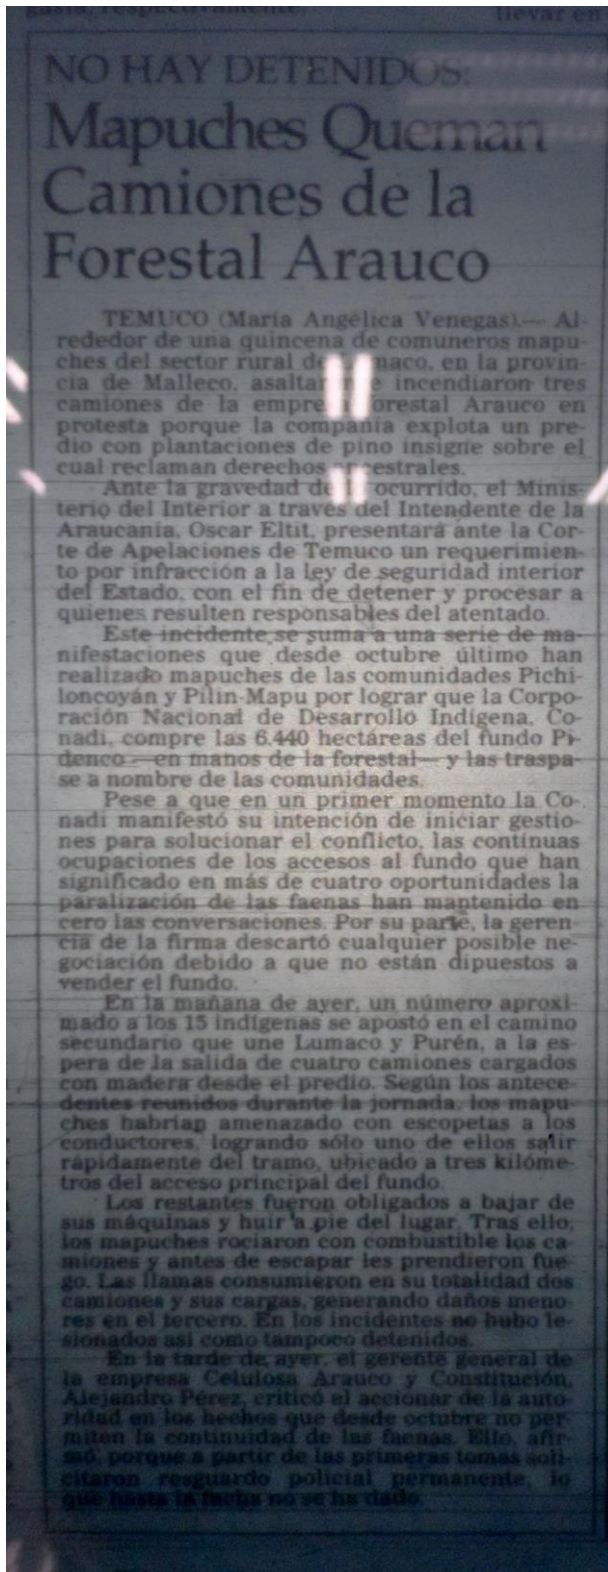 gasta, respectivamente.
llevar en
NO HAY DETENIDOS:
Mapuches Queman
Camiones de la
Forestal Arauco
TEMUCO (María Angélica Venegas).— Al-
rededor de una quincena de comuneros mapu-
ches del sector rural de maco, en la provin-
cia de Malleco, asaltar e incendiaron tres
camiones de la empre orestal Arauco en
protesta porque la compañía explota un pre-
dio con plantaciones de pino insigne sobre el
cual reclaman derechos ancestrales.
Ante la gravedad de ocurrido, el Minis-
terio del Interior a través del Intendente de la
Araucanía, Oscar Eltit, presentará ante la Cor-
te de Apelaciones de Temuco un requerimien-
to por infracción a la ley de seguridad interior
del Estado, con el fin de detener y procesar a
quienes resulten responsables del atentado.
Este incidente se suma a una serie de ma-
nifestaciones que desde octubre último han
realizado mapuches de las comunidades Pichi-
loncoyán y Pilin-Mapu por lograr que la Corpo-
ración Nacional de Desarrollo Indígena, Co-
nadi, compre las 6.440 hectáreas del fundo Pi-
denco —en manos de la forestal— y las traspa-
se a nombre de las comunidades.
Pese a que en un primer momento la Co-
nadi manifestó su intención de iniciar gestio-
nes para solucionar el conflicto, las contínuas
ocupaciones de los accesos al fundo que han
significado en más de cuatro oportunidades la
paralización de las faenas han mantenido en
cero las conversaciones. Por su parte, la geren-
cia de la firma descartó cualquier posible ne-
gociación debido a que no están dipuestos a
vender el fundo.
En la mañana de ayer, un número aproxi-
mado a los 15 indígenas se apostó en el camino
secundario que une Lumaco y Purén, a la es-
pera de la salida de cuatro camiones cargados
con madera desde el predio. Según los antece-
dentes reunidos durante la jornada, los mapu-
ches habrían amenazado con escopetas a los
conductores, logrando sólo uno de ellos salir
rápidamente del tramo, ubicado a tres kilóme-
tros del acceso principal del fundo.
Los restantes fueron obligados a bajar de
sus máquinas y huir a pie del lugar. Tras ello,
los mapuches rociaron con combustible los ca-
miones y antes de escapar les prendieron fue-
go. Las llamas consumieron en su totalidad dos
camiones y sus cargas, generando daños meno-
res en el tercero. En los incidentes no hubo le-
sionados así como tampoco detenidos.
En la tarde de ayer, el gerente general de
la empresa Celulosa Arauco y Constitución,
Alejandro Pérez, criticó el accionar de la auto-
ridad en los hechos que desde octubre no per-
miten la continuidad de las faenas. Ello, afir-
mó, porque a partir de las primeras tomas soli-
citaron resguardo policial permanente, lo
que hasta la fecha no se ha dado.